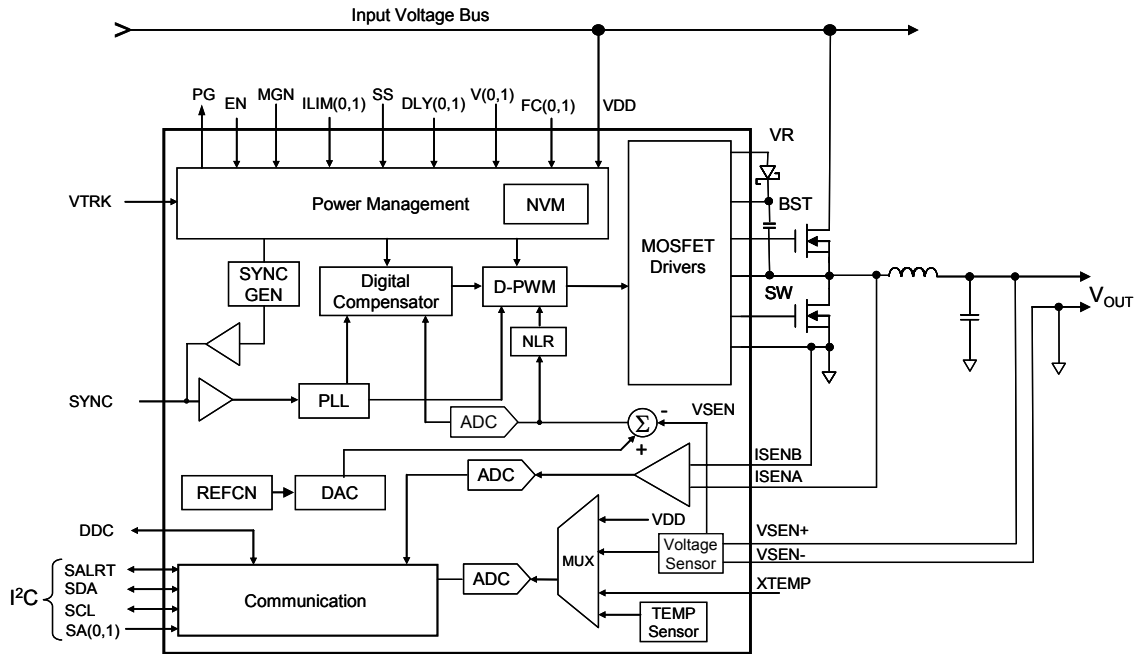 Input Voltage Bus
PG
EN
MGN
ILIM(0,1)
SS
DLY(0,1)
V(0,1)
FC(0,1)
VDD
VR
VTRK
Power Management
NVM
BST
MOSFET
Drivers
SYNC
GEN
Digital
Compensator
D-PWM
SW
VOUT
NLR
SYNC
PLL
ADC
Σ
-
+
VSEN
ISENB
ISENA
ADC
REFCN
DAC
DDC
VDD
VSEN+
VSEN-
Voltage
Sensor
MUX
XTEMP
I2C
SALRT
SDA
SCL
SA(0,1)
Communication
ADC
TEMP
Sensor